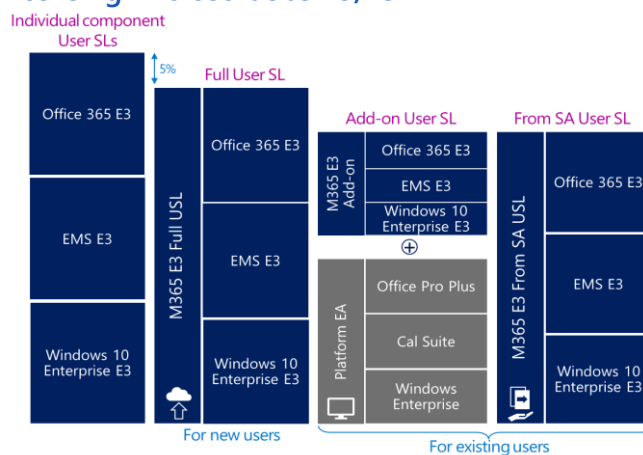 Individual component
User SLs
5%
Office 365 E3
EMS E3
Windows 10
Enterprise E3
Full User SL
M365 E3 Full USL
Office 365 E3
EMS E3
Windows 10
Enterprise E3
For new users
Add-on User SL
M365 E3
Add-on
Office 365 E3
EMS E3
Windows 10
Enterprise E3
Platform EA
Office Pro Plus
Cal Suite
Windows
Enterprise
From SA User SL
M365 E3 From SA USL
Office 365 E3
EMS E3
Windows 10
Enterprise E3
For existing users